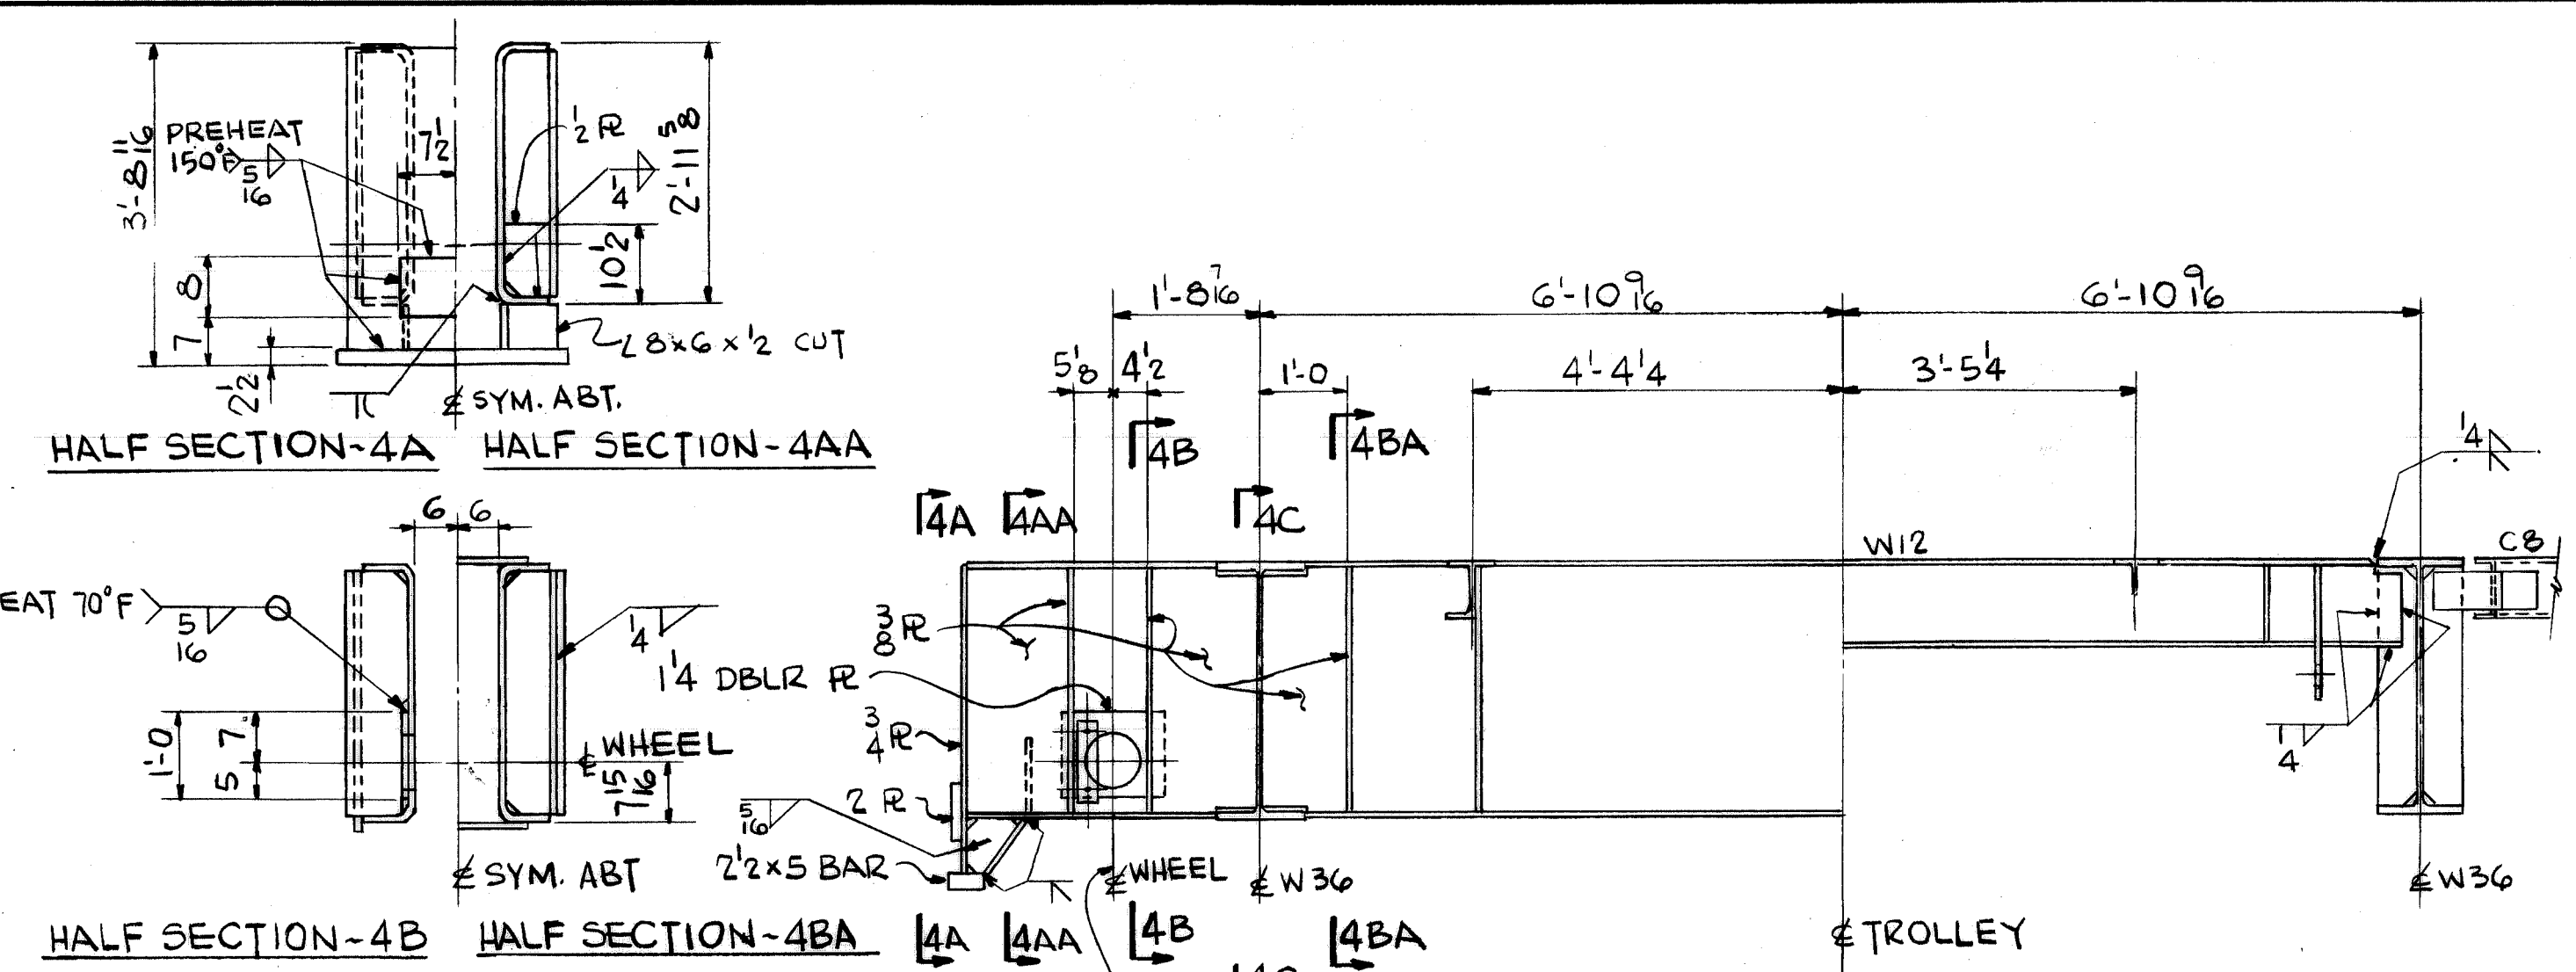 3'-8 11/16
PREHEAT
150°F
5/16
7 1/2
1/2 PL
1/4
2'-11 5/8
10 1/2
8
7
2 1/2
L 8x6x1/2 CUT
℄ SYM. ABT.
HALF SECTION-4A
HALF SECTION-4AA
1'-8 7/16
6'-10 9/16
6'-10 9/16
5 1/8
4 1/2
1'-0
4'-4 1/4
3'-5 1/4
4B
4BA
1/4
4A
4AA
4C
W12
C8
6
6
EAT 70°F
5/16
1/4
3/8 PL
1 1/4 DBLR PL
3/4 PL
1'-0
7
5
℄ WHEEL
7 15/16
5/16
2 PL
2 1/2 x 5 BAR
1/4
℄ WHEEL
℄ W36
℄ W36
℄ SYM. ABT
HALF SECTION-4B
HALF SECTION-4BA
4A
4AA
4B
4BA
℄ TROLLEY